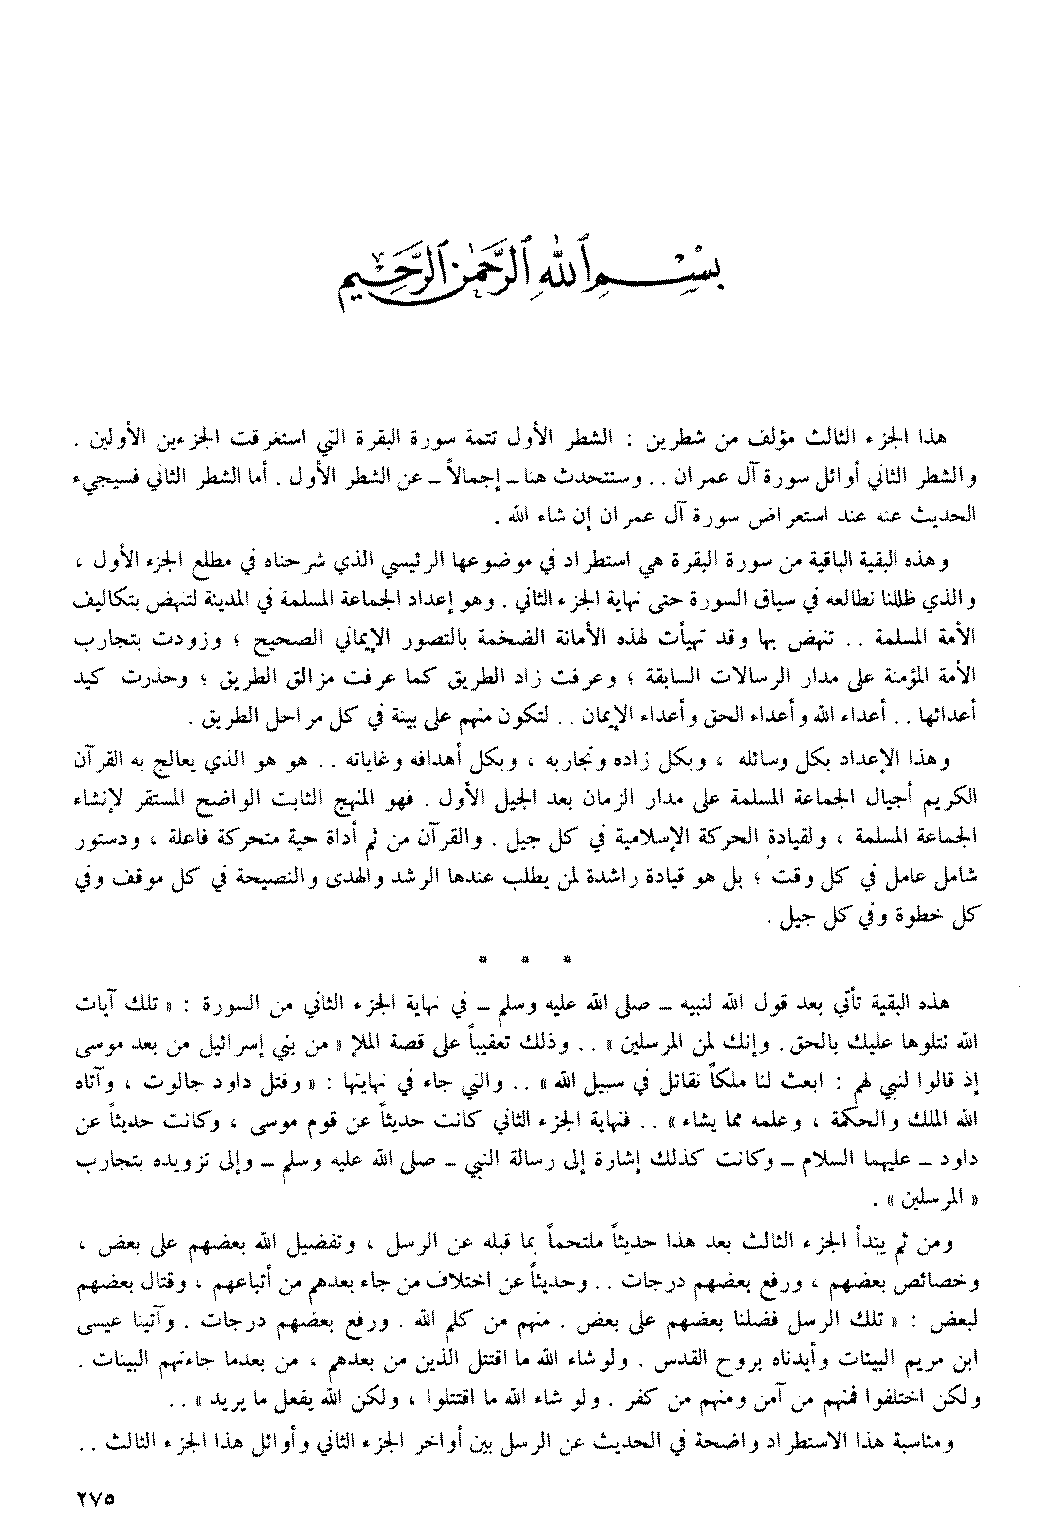 بسم الله الرحمن الرحيم
هذا الجزء الثالث مؤلف من شطرين : الشطر الأول تتمة سورة البقرة التي استغرقت الجزءين الأولين .
والشطر الثاني أوائل سورة آل عمران .. وستتحدث هنا ــ إجمالاً ــ عن الشطر الأول . أما الشطر الثاني فسيجيء
الحديث عنه عند استعراض سورة آل عمران إن شاء الله .
وهذه البقية الباقية من سورة البقرة هي استطراد في موضوعها الرئيسي الذي شرحناه في مطلع الجزء الأول ،
والذي ظللنا نطالعه في سياق السورة حتى نهاية الجزء الثاني . وهو إعداد الجماعة المسلمة في المدينة لتنهض بتكاليف
الأمة المسلمة .. تنهض بها وقد تهيأت لهذه الأمانة الضخمة بالتصور الإيماني الصحيح ؛ وزودت بتجارب
الأمة المؤمنة على مدار الرسالات السابقة ؛ وعرفت زاد الطريق كما عرفت مزالق الطريق ؛ وحذرت كيد
أعدائها .. أعداء الله وأعداء الحق وأعداء الإيمان .. لتكون منهم على بينة في كل مراحل الطريق .
وهذا الإعداد بكل وسائله ، وبكل زاده وتجاربه ، وبكل أهدافه وغاياته .. هو هو الذي يعالج به القرآن
الكريم أجيال الجماعة المسلمة على مدار الزمان بعد الجيل الأول . فهو المنهج الثابت الواضح المستقر لإنشاء
الجماعة المسلمة ، ولقيادة الحركة الإسلامية في كل جيل . والقرآن من ثم أداة حية متحركة فاعلة ، ودستور
شامل عامل في كل وقت ؛ بل هو قيادة راشدة لمن يطلب عندها الرشد والهدى والنصيحة في كل موقف وفي
كل خطوة وفي كل جيل .
* * *
هذه البقية تأتي بعد قول الله لنبيه ــ صلى الله عليه وسلم ــ في نهاية الجزء الثاني من السورة : « تلك آيات
الله نتلوها عليك بالحق . وإنك لمن المرسلين » .. وذلك تعقيباً على قصة الملإ « من بني إسرائيل من بعد موسى
إذ قالوا لنبي لهم : ابعث لنا ملكاً نقاتل في سبيل الله » .. والتي جاء في نهايتها : « وقتل داود جالوت ، وآتاه
الله الملك والحكمة ، وعلمه مما يشاء » .. فنهاية الجزء الثاني كانت حديثاً عن قوم موسى ، وكانت حديثاً عن
داود ــ عليهما السلام ــ وكانت كذلك إشارة إلى رسالة النبي ــ صلى الله عليه وسلم ــ وإلى تزويده بتجارب
« المرسلين » .
ومن ثم يبدأ الجزء الثالث بعد هذا حديثاً ملتحماً بما قبله عن الرسل ، وتفضيل الله بعضهم على بعض ،
وخصائص بعضهم ، ورفع بعضهم درجات .. وحديثاً عن اختلاف من جاء بعدهم من أتباعهم ، وقتال بعضهم
لبعض : « تلك الرسل فضلنا بعضهم على بعض . منهم من كلم الله . ورفع بعضهم درجات . وآتينا عيسى
ابن مريم البينات وأيدناه بروح القدس . ولو شاء الله ما اقتتل الذين من بعدهم ، من بعدما جاءتهم البينات .
ولكن اختلفوا فمنهم من آمن ومنهم من كفر . ولو شاء الله ما اقتتلوا ، ولكن الله يفعل ما يريد » ..
ومناسبة هذا الاستطراد واضحة في الحديث عن الرسل بين أواخر الجزء الثاني وأوائل هذا الجزء الثالث ..
٢٧٥